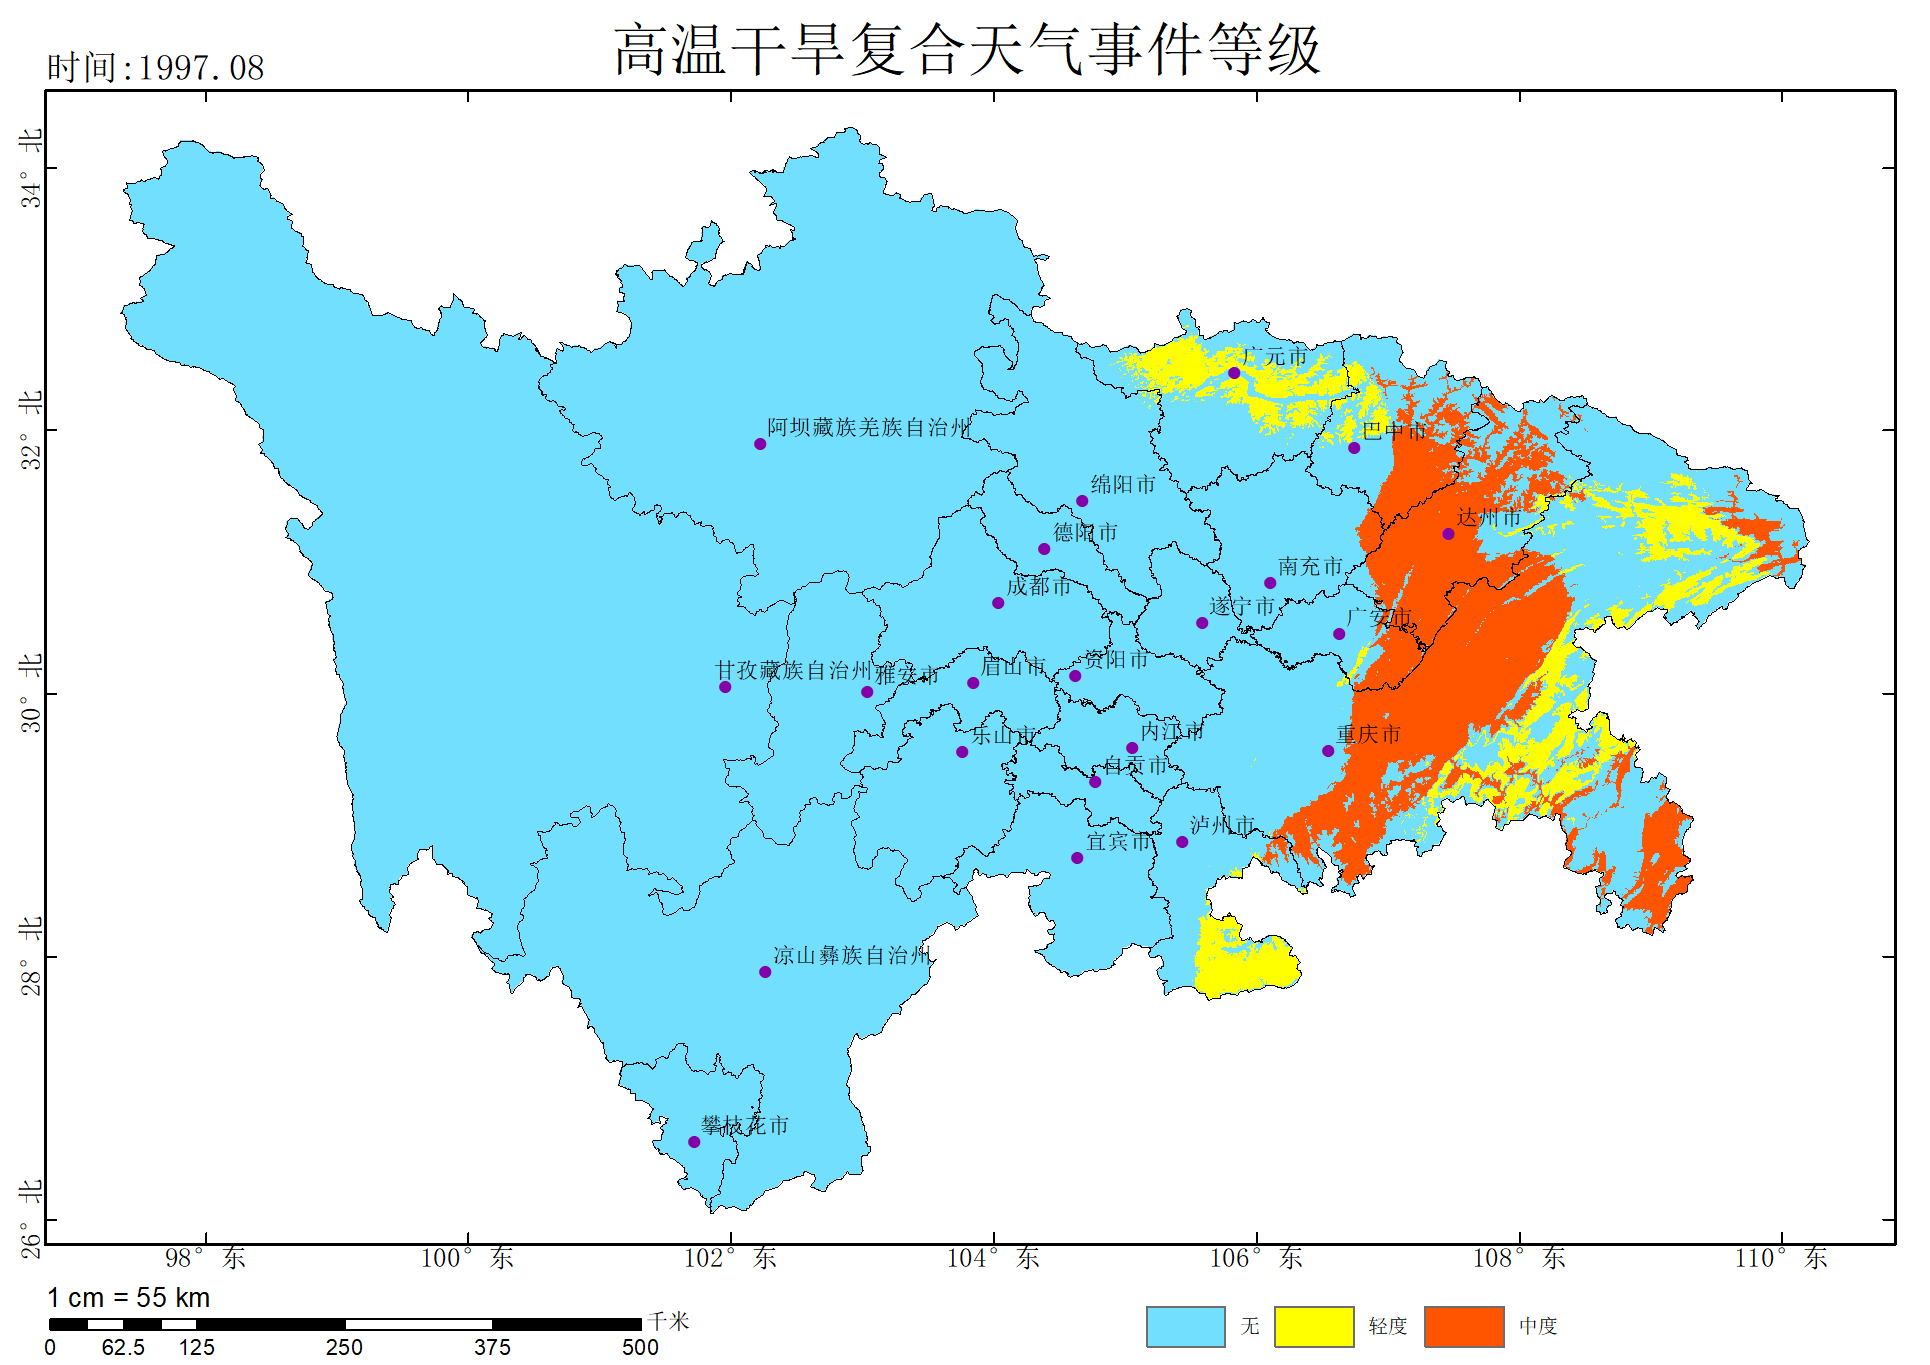 高温干旱复合天气事件等级
时间:1997.08
34° 北
32° 北
30° 北
28° 北
26° 北
广元市
阿坝藏族羌族自治州
巴中市
绵阳市
达州市
德阳市
南充市
成都市
遂宁市
广安市
资阳市
眉山市
甘孜藏族自治州
雅安市
内江市
重庆市
乐山市
自贡市
泸州市
宜宾市
凉山彝族自治州
攀枝花市
98° 东
100° 东
102° 东
104° 东
106° 东
108° 东
110° 东
1 cm = 55 km
千米
0 62.5 125 250 375 500
无 轻度 中度